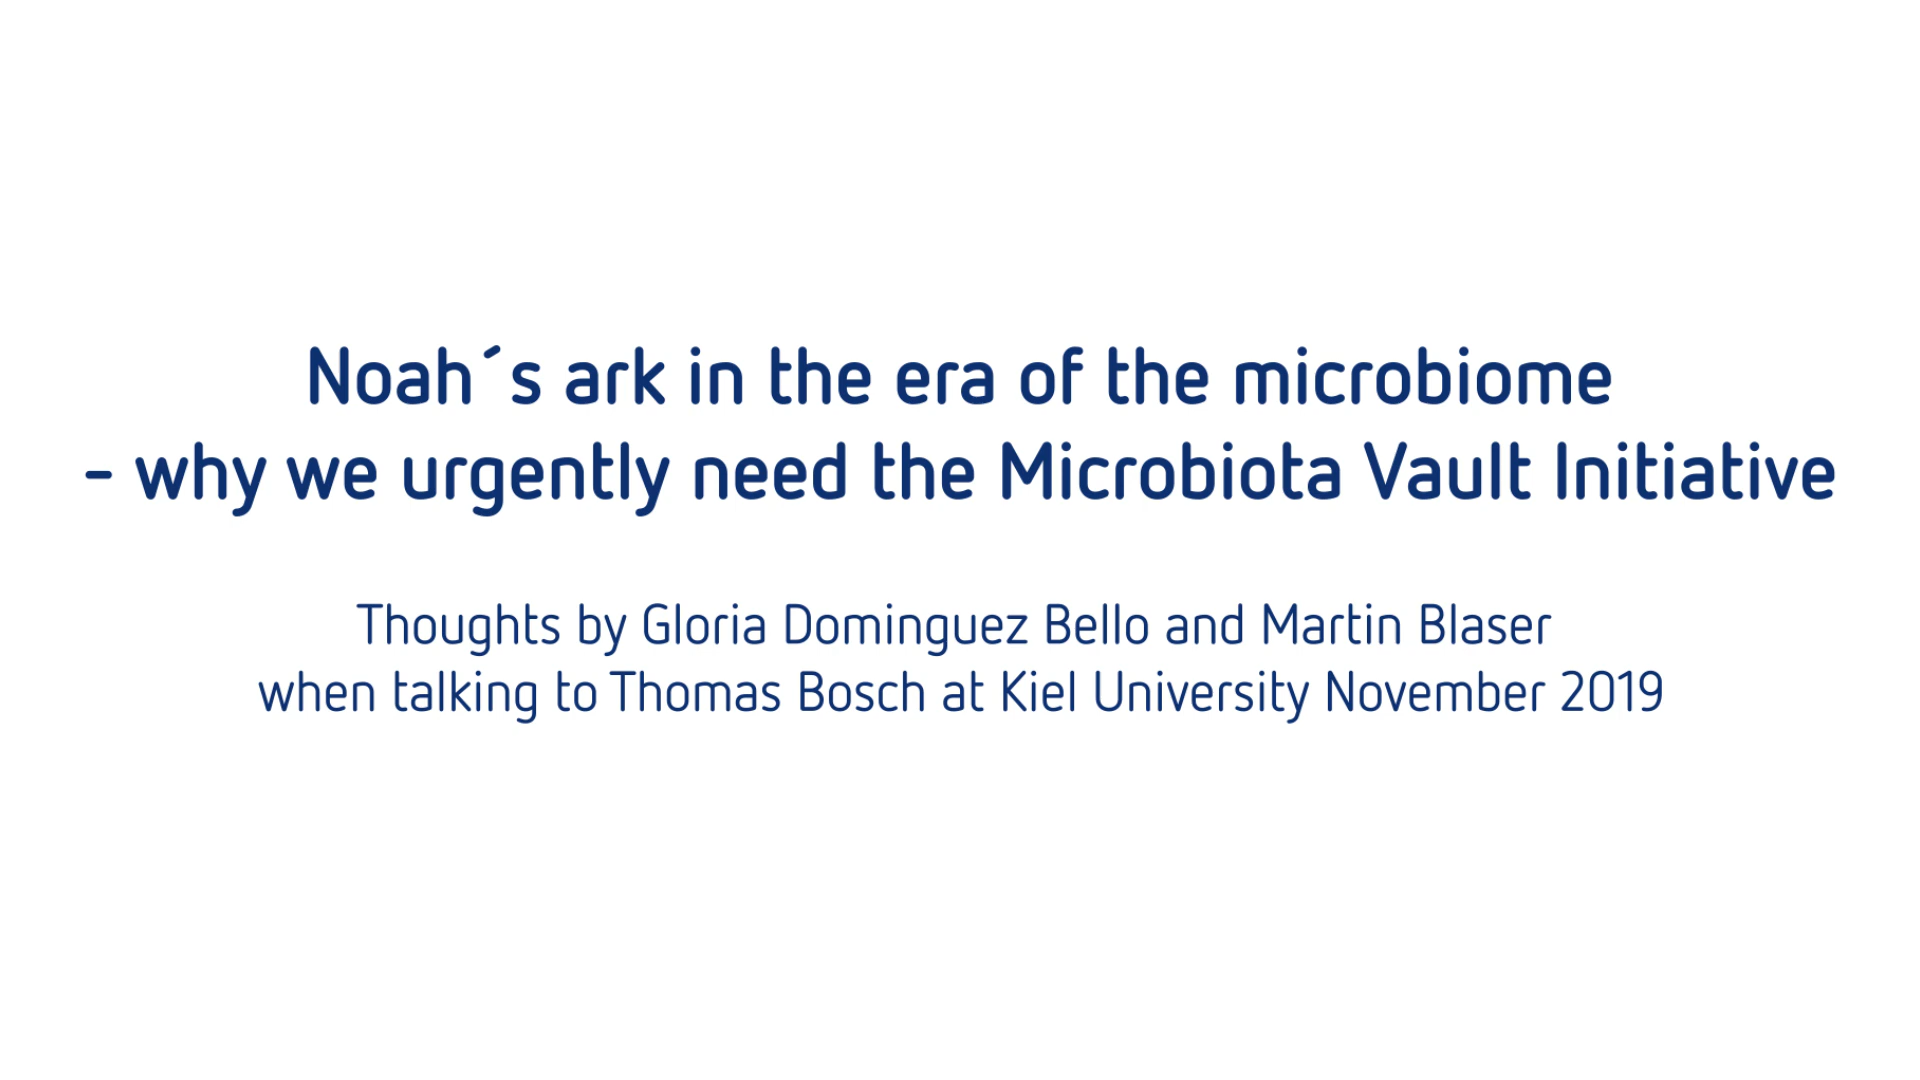 Noah´s ark in the era of the microbiome
- why we urgently need the Microbiota Vault Initiative
Thoughts by Gloria Dominguez Bello and Martin Blaser
when talking to Thomas Bosch at Kiel University November 2019